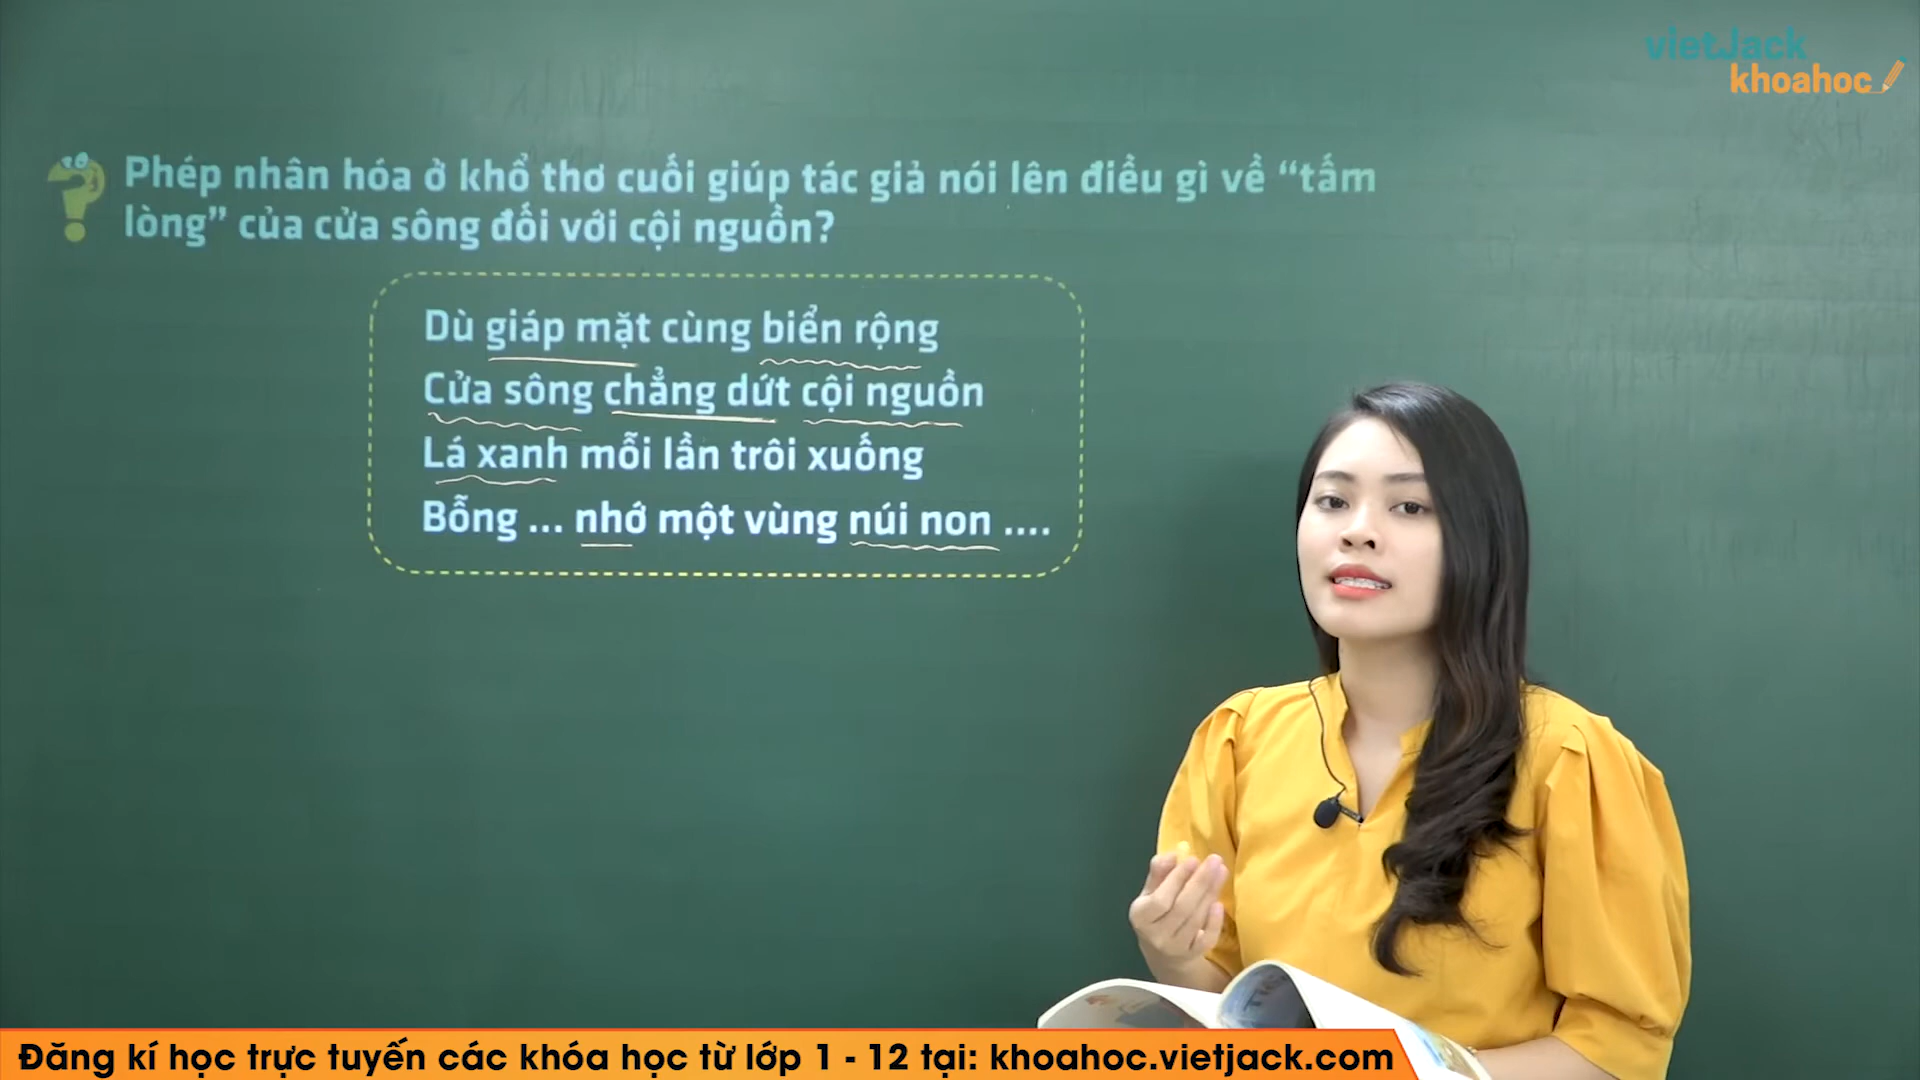 vietJack
khoahoc
Phép nhân hóa ở khổ thơ cuối giúp tác giả nói lên điều gì về “tấm
lòng” của cửa sông đối với cội nguồn?
Dù giáp mặt cùng biển rộng
Cửa sông chẳng dứt cội nguồn
Lá xanh mỗi lần trôi xuống
Bỗng ... nhớ một vùng núi non ....
Đăng kí học trực tuyến các khóa học từ lớp 1 - 12 tại: khoahoc.vietjack.com